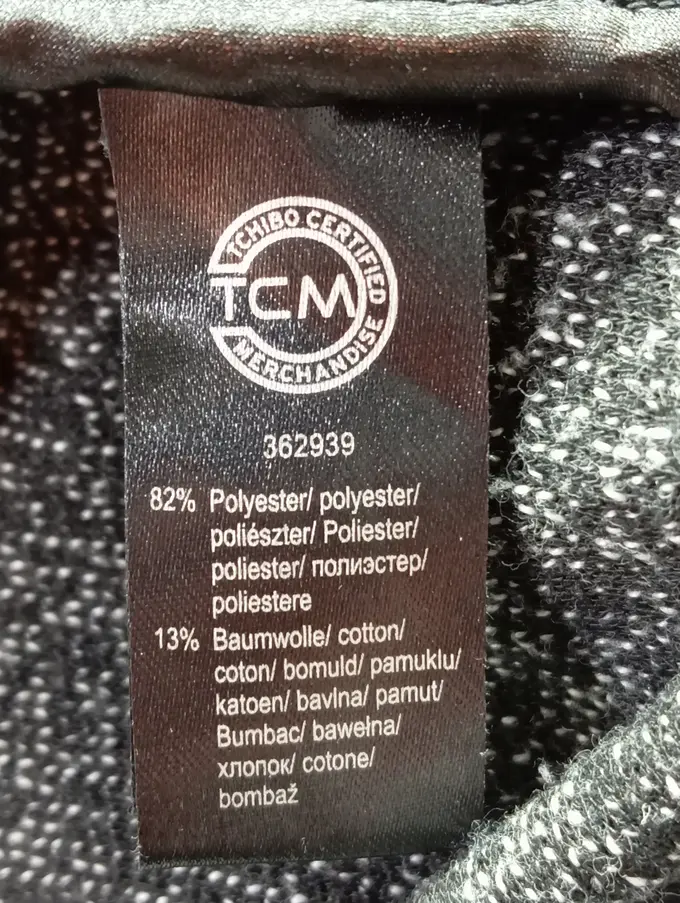 TCHIBO CERTIFIED
TCM
MERCHANDISE
362939
82% Polyester/ polyester/
poliészter/ Poliester/
poliester/ полиэстер/
poliestere
13% Baumwolle/ cotton/
coton/ bomuld/ pamuklu/
katoen/ bavlna/ pamut/
Bumbac/ bawełna/
хлопок/ cotone/
bombaž